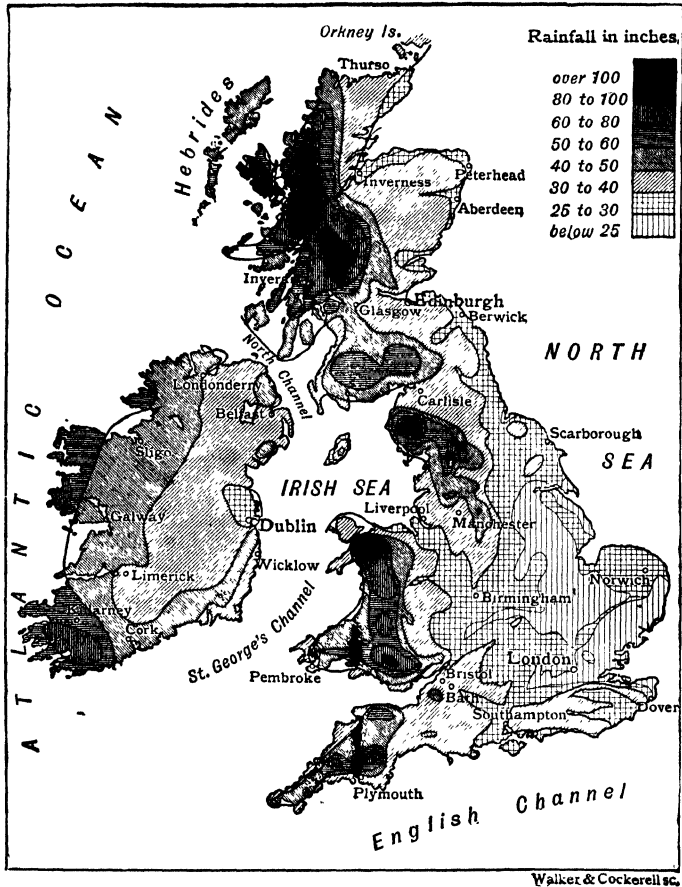 Orkney Is.
Rainfall in inches.
Thurso
over 100
80 to 100
60 to 80
50 to 60
40 to 50
30 to 40
25 to 30
below 25
Hebrides
ATLANTIC OCEAN
Inverness
Peterhead
Aberdeen
Inver
Edinburgh
Glasgow
Berwick
NORTH SEA
North Channel
Londonderry
Belfast
Carlisle
Scarborough
Sligo
IRISH SEA
Liverpool
Manchester
Galway
Dublin
Wicklow
Limerick
Norwich
Birmingham
Killarney
Cork
St. George's Channel
London
Pembroke
Bristol
Bath
Southampton
Dover
Plymouth
English Channel
Walker & Cockerell sc.